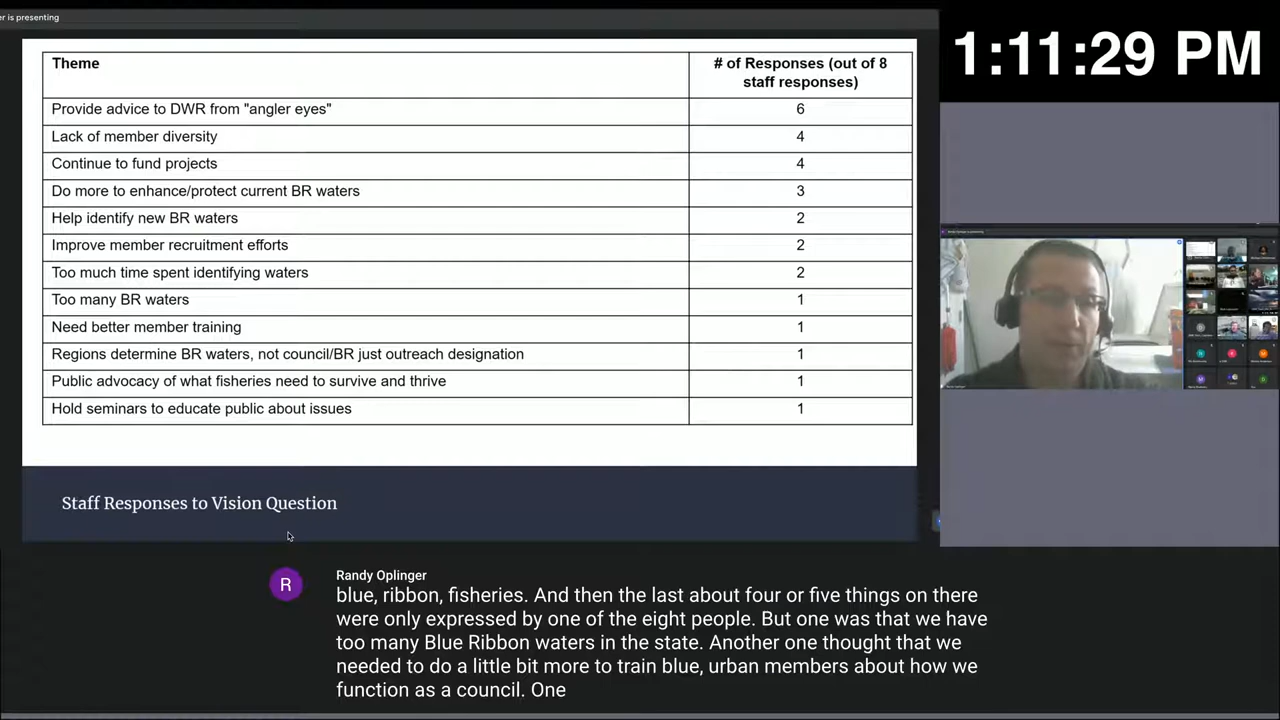 er is presenting
1:11:29 PM
Theme
# of Responses (out of 8
staff responses)
Provide advice to DWR from "angler eyes" 6
Lack of member diversity 4
Continue to fund projects 4
Do more to enhance/protect current BR waters 3
Help identify new BR waters 2
Improve member recruitment efforts 2
Too much time spent identifying waters 2
Too many BR waters 1
Need better member training 1
Regions determine BR waters, not council/BR just outreach designation 1
Public advocacy of what fisheries need to survive and thrive 1
Hold seminars to educate public about issues 1
Staff Responses to Vision Question
R
Randy Oplinger
blue, ribbon, fisheries. And then the last about four or five things on there
were only expressed by one of the eight people. But one was that we have
too many Blue Ribbon waters in the state. Another one thought that we
needed to do a little bit more to train blue, urban members about how we
function as a council. One